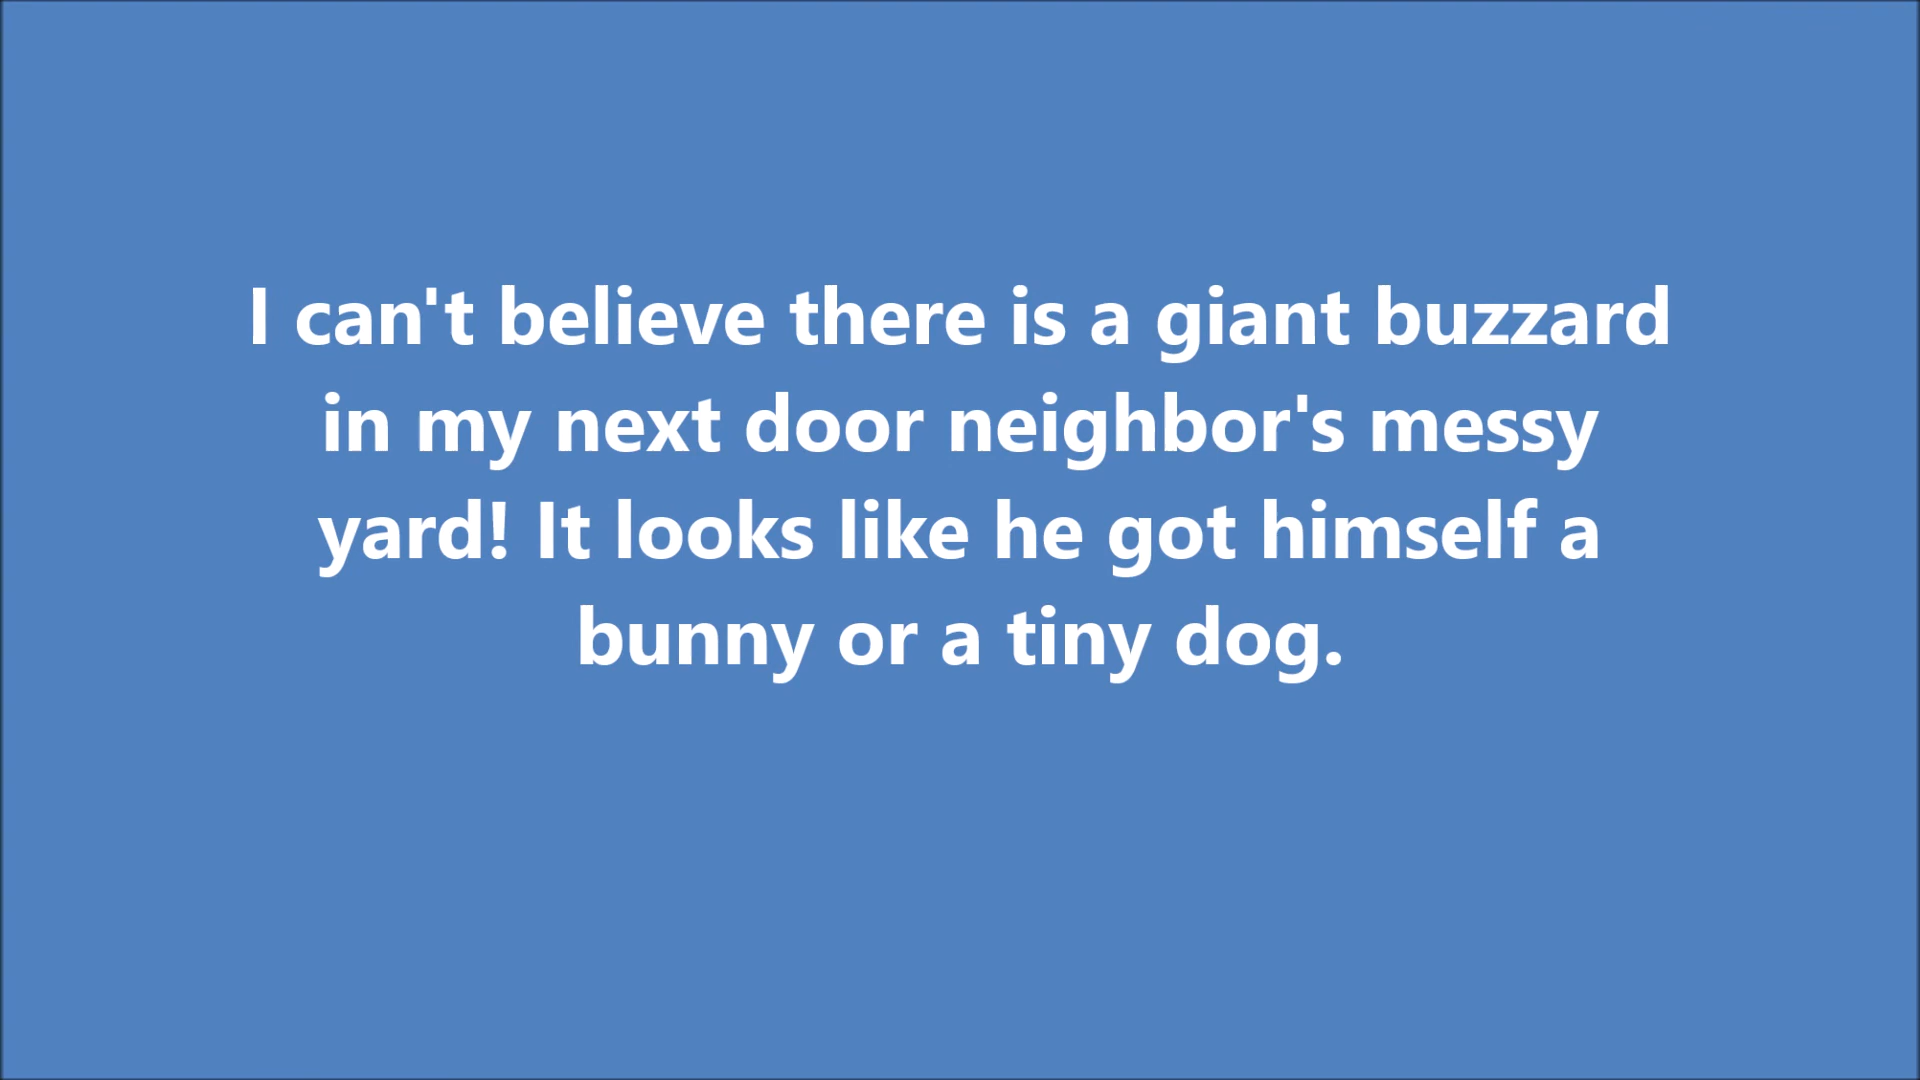 I can't believe there is a giant buzzard
in my next door neighbor's messy
yard! It looks like he got himself a
bunny or a tiny dog.